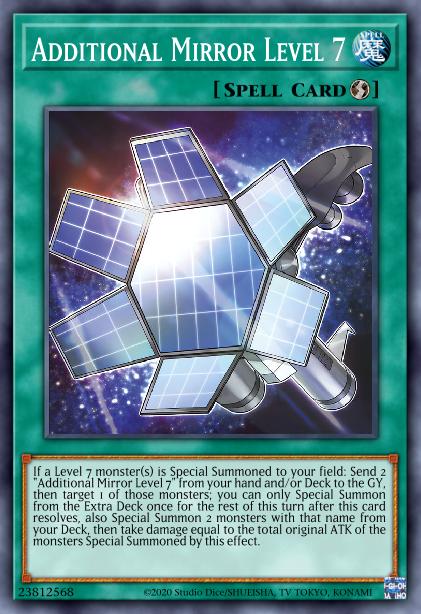 ADDITIONAL MIRROR LEVEL 7
SPELL
魔
[SPELL CARD]
If a Level 7 monster(s) is Special Summoned to your field: Send 2
"Additional Mirror Level 7" from your hand and/or Deck to the GY,
then target 1 of those monsters; you can only Special Summon
from the Extra Deck once for the rest of this turn after this card
resolves, also Special Summon 2 monsters with that name from
your Deck, then take damage equal to the total original ATK of the
monsters Special Summoned by this effect.
23812568
©2020 Studio Dice/SHUEISHA, TV TOKYO, KONAMI